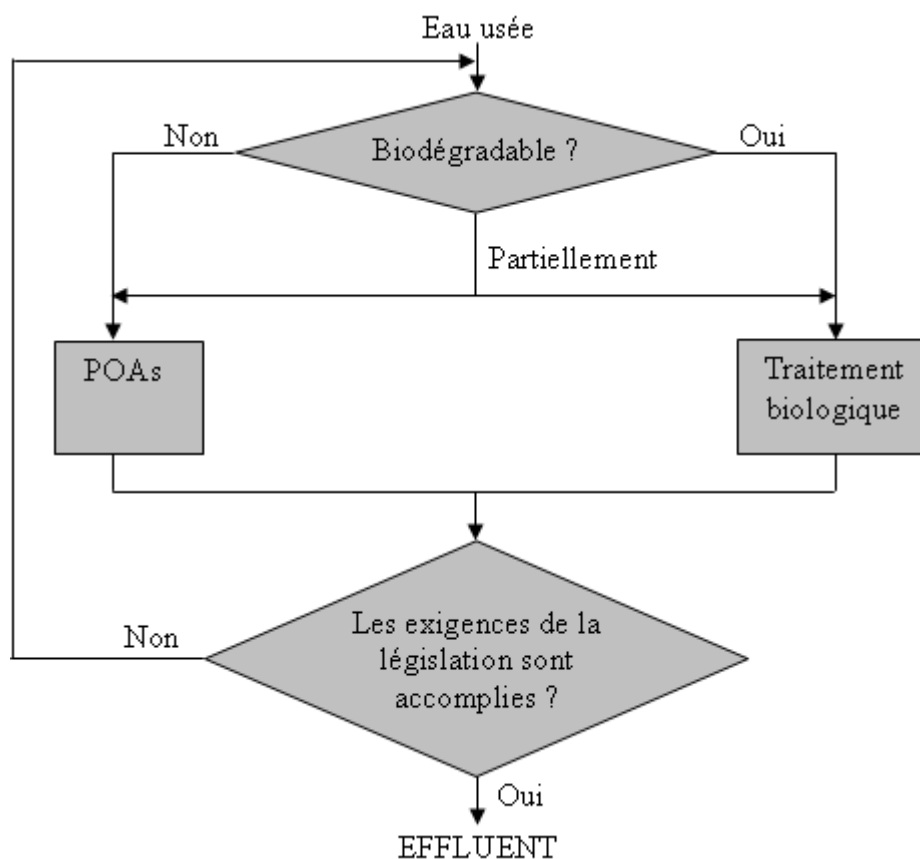 Eau usée
Non
Biodégradable ?
Oui
Partiellement
POAs
Traitement
biologique
Les exigences de la
législation sont
accomplies ?
Non
Oui
EFFLUENT